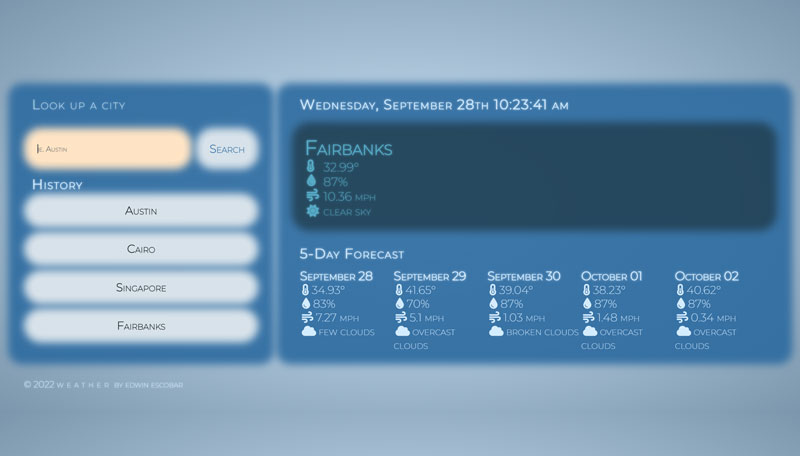 Look up a city
ie. Austin
Search
History
Austin
Cairo
Singapore
Fairbanks
Wednesday, September 28th 10:23:41 am
Fairbanks
32.99°
87%
10.36 mph
clear sky
5-Day Forecast
September 28
34.93°
83%
7.27 mph
few clouds
September 29
41.65°
70%
5.1 mph
overcast
clouds
September 30
39.04°
87%
1.03 mph
broken clouds
October 01
38.23°
87%
1.48 mph
overcast
clouds
October 02
40.62°
87%
0.34 mph
overcast
clouds
© 2022 W E A T H E R by Edwin Escobar